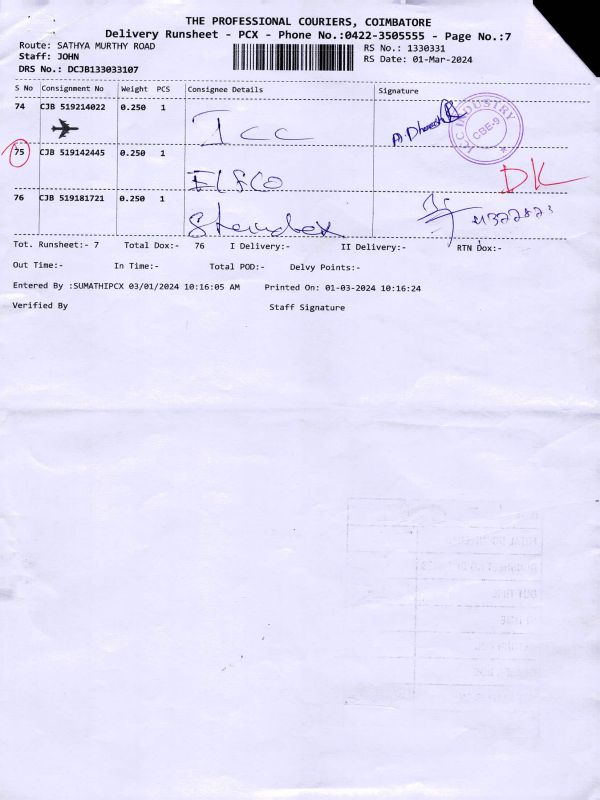 THE PROFESSIONAL COURIERS, COIMBATORE
Delivery Runsheet - PCX - Phone No.:0422-3505555 - Page No.:7
Route: SATHYA MURTHY ROAD
RS No.: 1330331
Staff: JOHN
RS Date: 01-Mar-2024
DRS No.: DCJB133033107
S No Consignment No Weight PCS Consignee Details Signature
74 CJB 519214022 0.250 1 Icc
K.C. INDUSTRY
CBE-9
75 CJB 519142445 0.250 1 ELFCO DK
76 CJB 519181721 0.250 1
Tot. Runsheet:- 7 Total Dox:- 76 I Delivery:- II Delivery:- RTN Dox:-
Out Time:- In Time:- Total POD:- Delvy Points:-
Entered By :SUMATHIPCX 03/01/2024 10:16:05 AM Printed On: 01-03-2024 10:16:24
Verified By Staff Signature